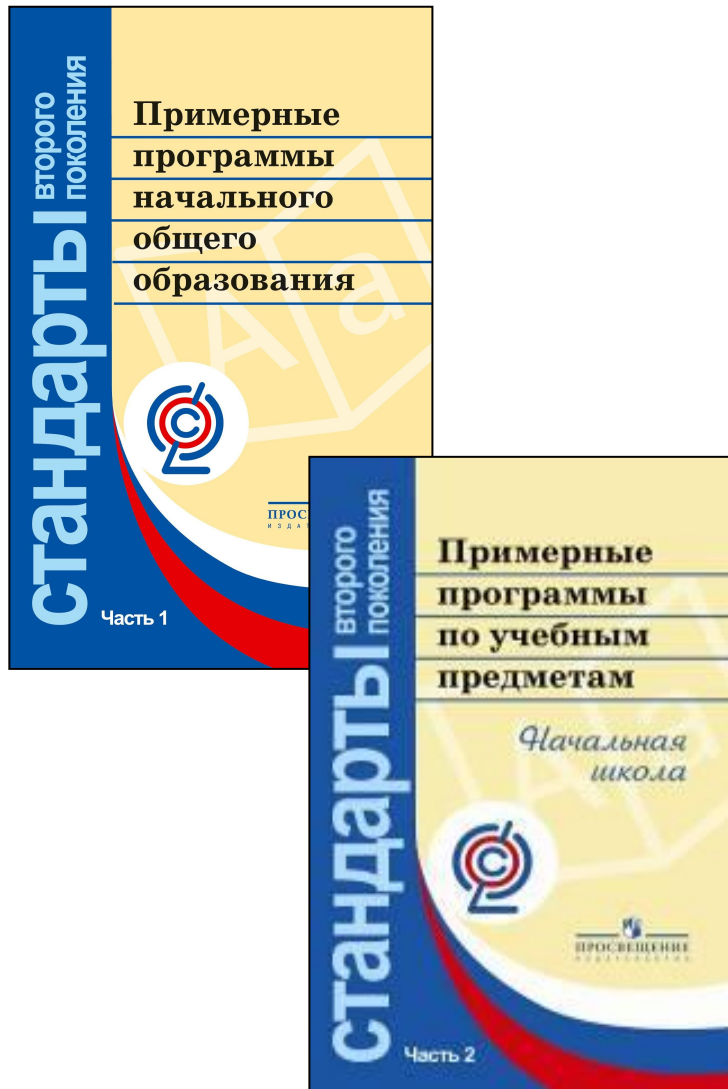 стандарты
второго
поколения
Примерные
программы
начального
общего
образования
Часть 1
стандарты
второго
поколения
Примерные
программы
по учебным
предметам
Начальная
школа
ПРОСВЕЩЕНИЕ
Часть 2